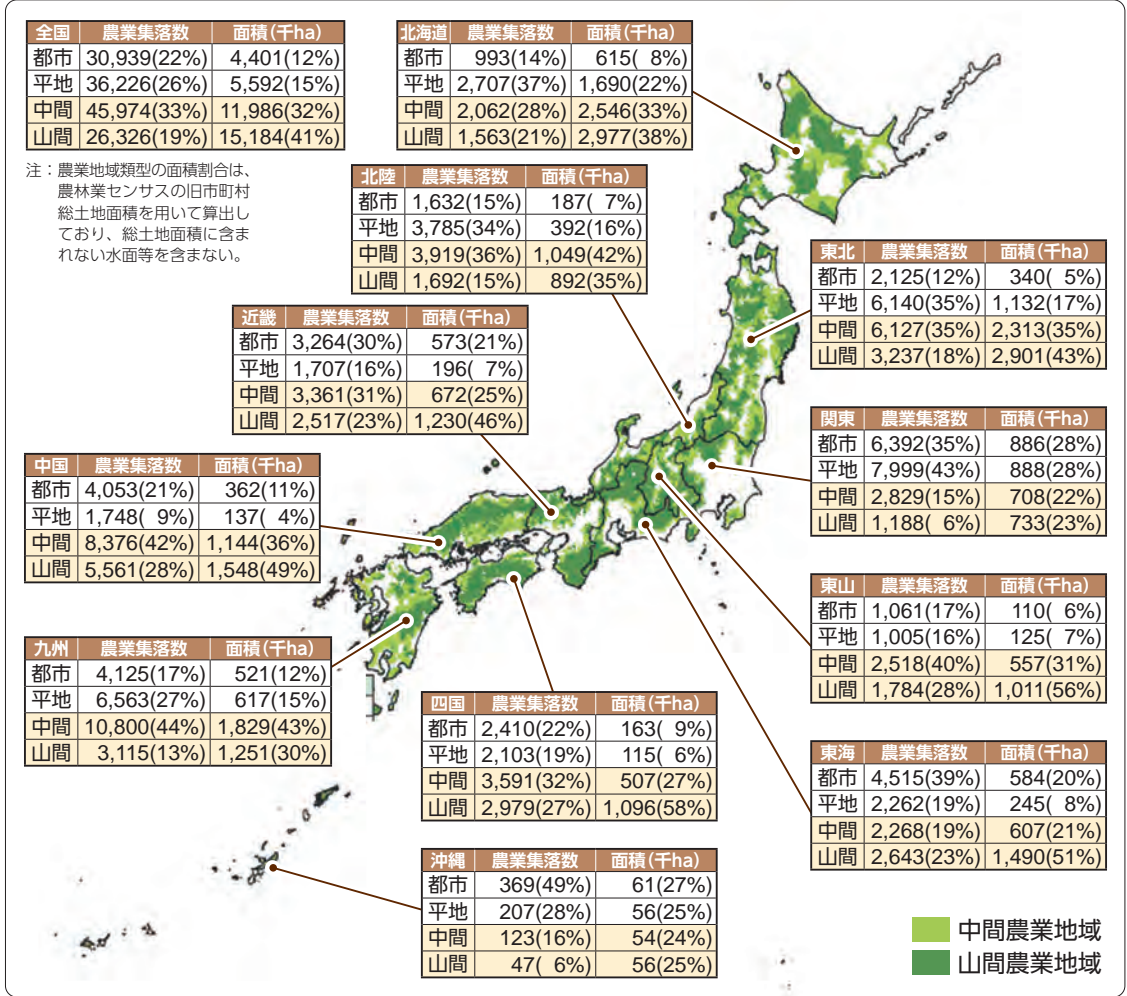 全国 農業集落数 面積(千ha)
都市 30,939(22%) 4,401(12%)
平地 36,226(26%) 5,592(15%)
中間 45,974(33%) 11,986(32%)
山間 26,326(19%) 15,184(41%)
注：農業地域類型の面積割合は、
農林業センサスの旧市町村
総土地面積を用いて算出し
ており、総土地面積に含ま
れない水面等を含まない。
北海道 農業集落数 面積(千ha)
都市 993(14%) 615( 8%)
平地 2,707(37%) 1,690(22%)
中間 2,062(28%) 2,546(33%)
山間 1,563(21%) 2,977(38%)
北陸 農業集落数 面積(千ha)
都市 1,632(15%) 187( 7%)
平地 3,785(34%) 392(16%)
中間 3,919(36%) 1,049(42%)
山間 1,692(15%) 892(35%)
東北 農業集落数 面積(千ha)
都市 2,125(12%) 340( 5%)
平地 6,140(35%) 1,132(17%)
中間 6,127(35%) 2,313(35%)
山間 3,237(18%) 2,901(43%)
近畿 農業集落数 面積(千ha)
都市 3,264(30%) 573(21%)
平地 1,707(16%) 196( 7%)
中間 3,361(31%) 672(25%)
山間 2,517(23%) 1,230(46%)
関東 農業集落数 面積(千ha)
都市 6,392(35%) 886(28%)
平地 7,999(43%) 888(28%)
中間 2,829(15%) 708(22%)
山間 1,188( 6%) 733(23%)
中国 農業集落数 面積(千ha)
都市 4,053(21%) 362(11%)
平地 1,748( 9%) 137( 4%)
中間 8,376(42%) 1,144(36%)
山間 5,561(28%) 1,548(49%)
東山 農業集落数 面積(千ha)
都市 1,061(17%) 110( 6%)
平地 1,005(16%) 125( 7%)
中間 2,518(40%) 557(31%)
山間 1,784(28%) 1,011(56%)
九州 農業集落数 面積(千ha)
都市 4,125(17%) 521(12%)
平地 6,563(27%) 617(15%)
中間 10,800(44%) 1,829(43%)
山間 3,115(13%) 1,251(30%)
四国 農業集落数 面積(千ha)
都市 2,410(22%) 163( 9%)
平地 2,103(19%) 115( 6%)
中間 3,591(32%) 507(27%)
山間 2,979(27%) 1,096(58%)
東海 農業集落数 面積(千ha)
都市 4,515(39%) 584(20%)
平地 2,262(19%) 245( 8%)
中間 2,268(19%) 607(21%)
山間 2,643(23%) 1,490(51%)
沖縄 農業集落数 面積(千ha)
都市 369(49%) 61(27%)
平地 207(28%) 56(25%)
中間 123(16%) 54(24%)
山間 47( 6%) 56(25%)
中間農業地域
山間農業地域